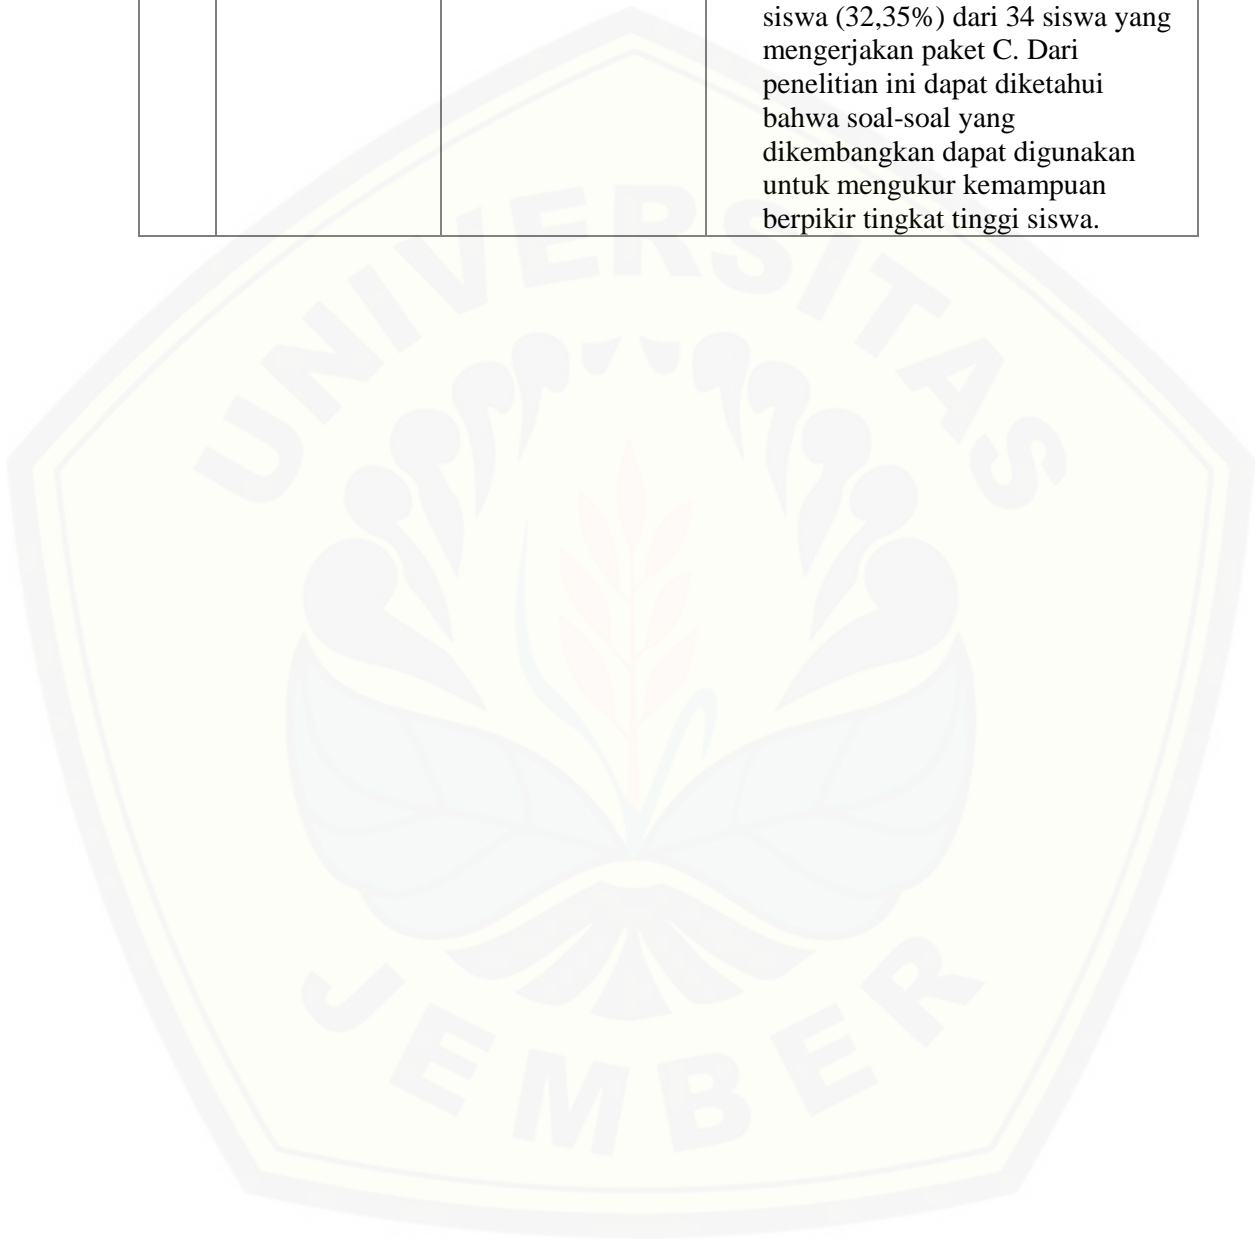 siswa (32,35%) dari 34 siswa yang
mengerjakan paket C. Dari
penelitian ini dapat diketahui
bahwa soal-soal yang
dikembangkan dapat digunakan
untuk mengukur kemampuan
berpikir tingkat tinggi siswa.
UNIVERSITAS
JEMBER